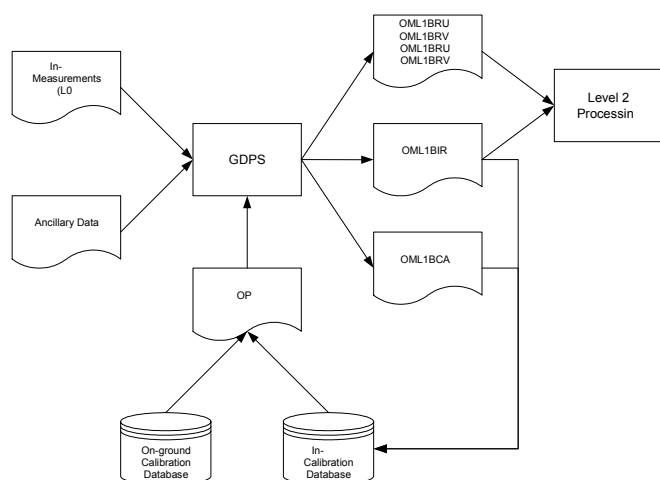 In-
Measurements
(L0
Ancillary Data
GDPS
OP
On-ground
Calibration
Database
In-
Calibration
Database
OML1BRU
OML1BRV
OML1BRU
OML1BRV
OML1BIR
OML1BCA
Level 2
Processin